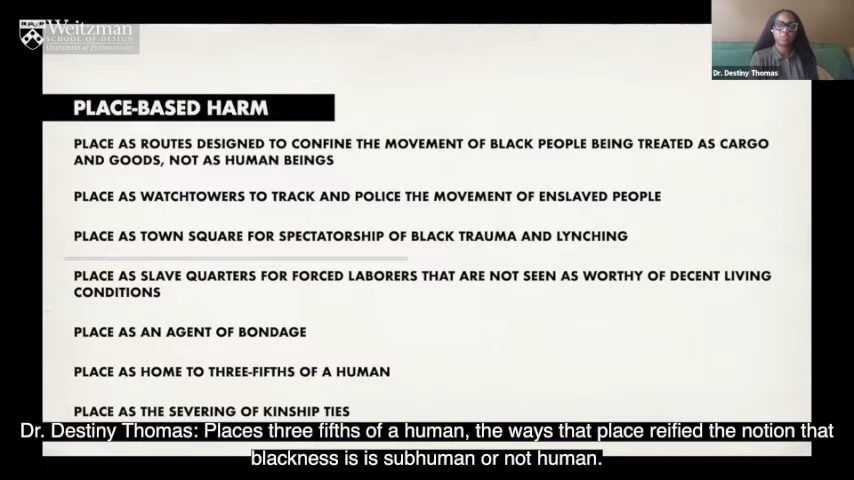 Weitzman
SCHOOL OF DESIGN
UNIVERSITY of PENNSYLVANIA
Dr. Destiny Thomas
PLACE-BASED HARM
PLACE AS ROUTES DESIGNED TO CONFINE THE MOVEMENT OF BLACK PEOPLE BEING TREATED AS CARGO
AND GOODS, NOT AS HUMAN BEINGS
PLACE AS WATCHTOWERS TO TRACK AND POLICE THE MOVEMENT OF ENSLAVED PEOPLE
PLACE AS TOWN SQUARE FOR SPECTATORSHIP OF BLACK TRAUMA AND LYNCHING
PLACE AS SLAVE QUARTERS FOR FORCED LABORERS THAT ARE NOT SEEN AS WORTHY OF DECENT LIVING
CONDITIONS
PLACE AS AN AGENT OF BONDAGE
PLACE AS HOME TO THREE-FIFTHS OF A HUMAN
PLACE AS THE SEVERING OF KINSHIP TIES
Dr. Destiny Thomas: Places three fifths of a human, the ways that place reified the notion that
blackness is is subhuman or not human.